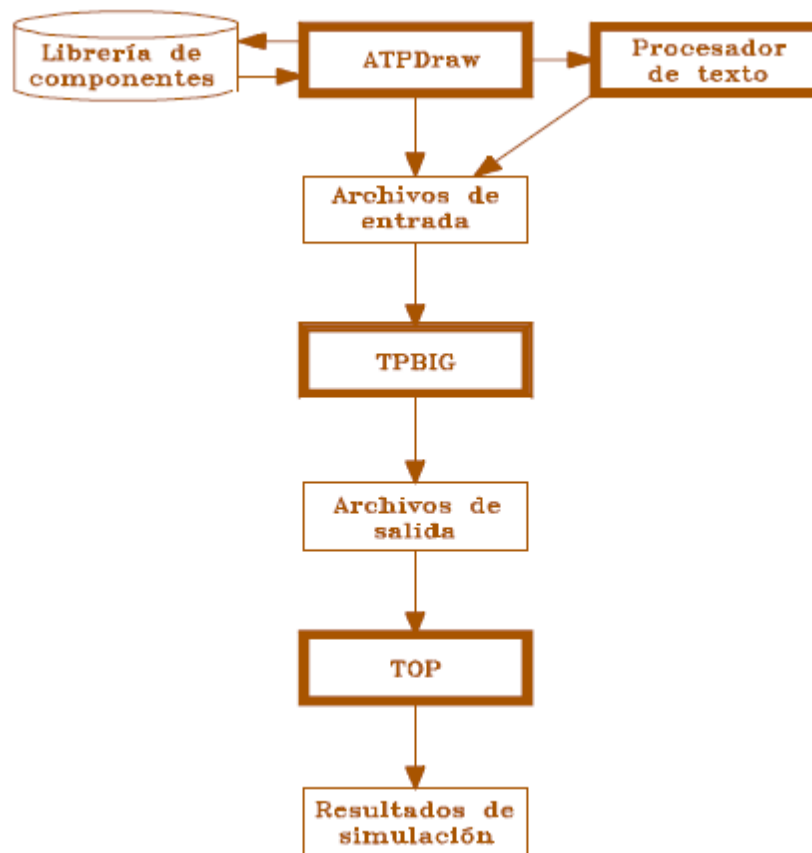 Librería de
componentes
ATPDraw
Procesador
de texto
Archivos de
entrada
TPBIG
Archivos de
salida
TOP
Resultados de
simulación